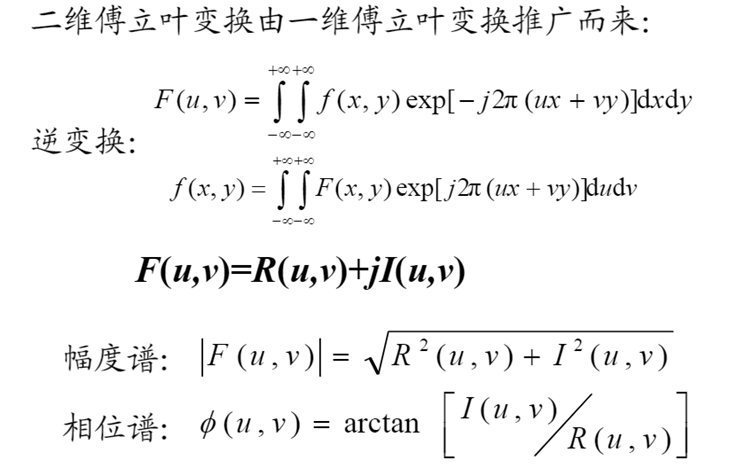 二维傅立叶变换由一维傅立叶变换推广而来:
F(u,v) = ∫_{-∞}^{+∞}∫_{-∞}^{+∞} f(x,y) exp[-j2π(ux+vy)]dxdy
逆变换:
f(x,y) = ∫_{-∞}^{+∞}∫_{-∞}^{+∞} F(x,y) exp[j2π(ux+vy)]dudv
F(u,v)=R(u,v)+jI(u,v)
幅度谱: |F(u,v)| = √(R²(u,v) + I²(u,v))
相位谱: ϕ(u,v) = arctan [I(u,v)/R(u,v)]